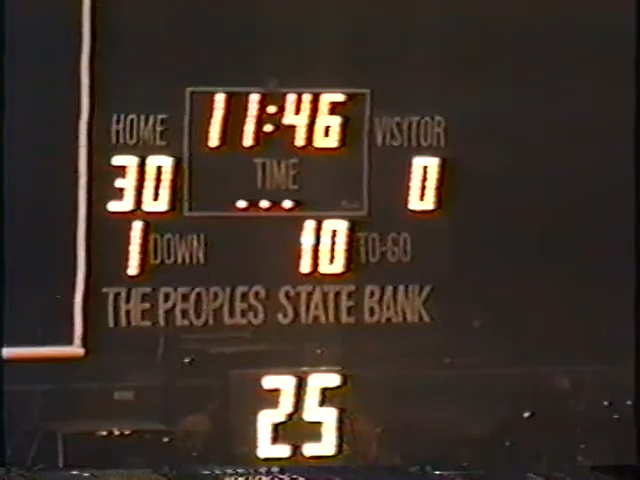 HOME 11:46 VISITOR
30 TIME 0
1 DOWN 10 TO-GO
THE PEOPLES STATE BANK
25